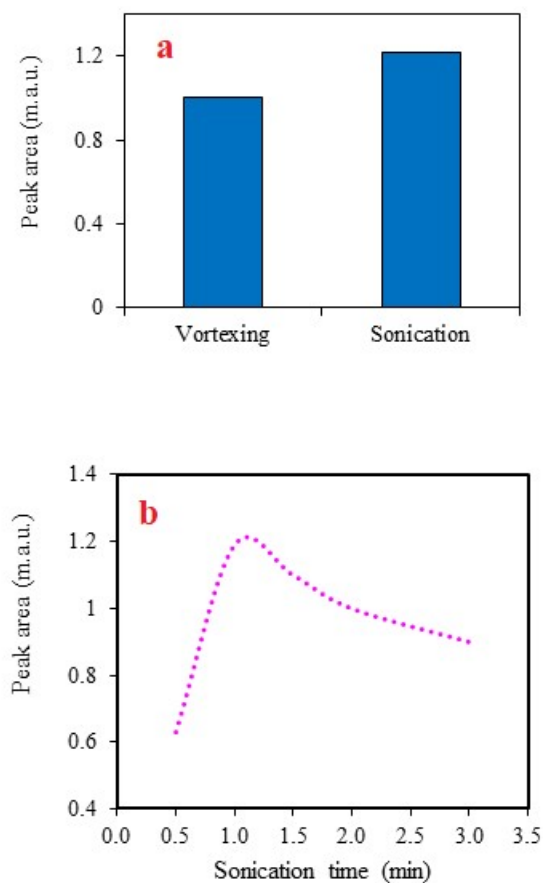 a
Peak area (m.a.u.)
1.2
0.8
0.4
0
Vortexing Sonication
b
Peak area (m.a.u.)
1.4
1.2
1
0.8
0.6
0.4
0.0 0.5 1.0 1.5 2.0 2.5 3.0 3.5
Sonication time (min)